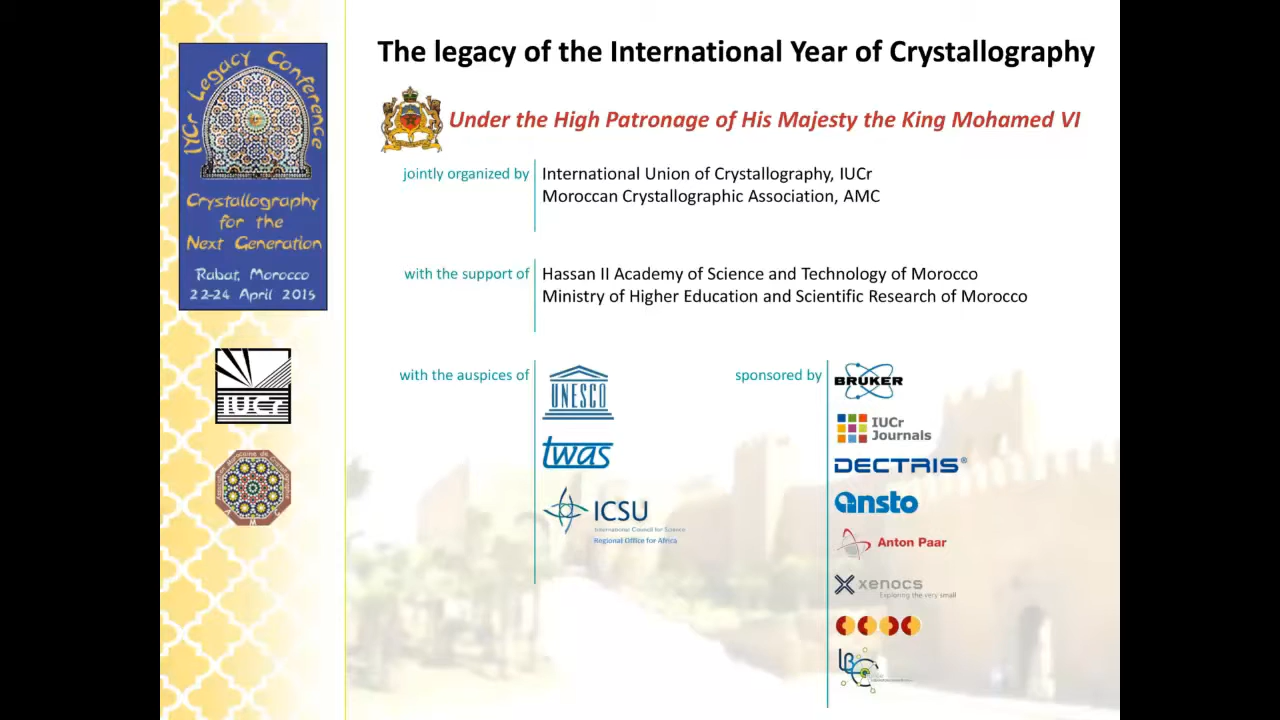 IUCr Legacy Conference
Crystallography
for the
Next Generation
Rabat, Morocco
22-24 April 2015
IUCr
The legacy of the International Year of Crystallography
Under the High Patronage of His Majesty the King Mohamed VI
jointly organized by
International Union of Crystallography, IUCr
Moroccan Crystallographic Association, AMC
with the support of
Hassan II Academy of Science and Technology of Morocco
Ministry of Higher Education and Scientific Research of Morocco
with the auspices of
UNESCO
twas
ICSU
International Council for Science
Regional Office for Africa
sponsored by
BRUKER
IUCr
Journals
DECTRIS®
ansto
Anton Paar
xenocs
Exploring the very small